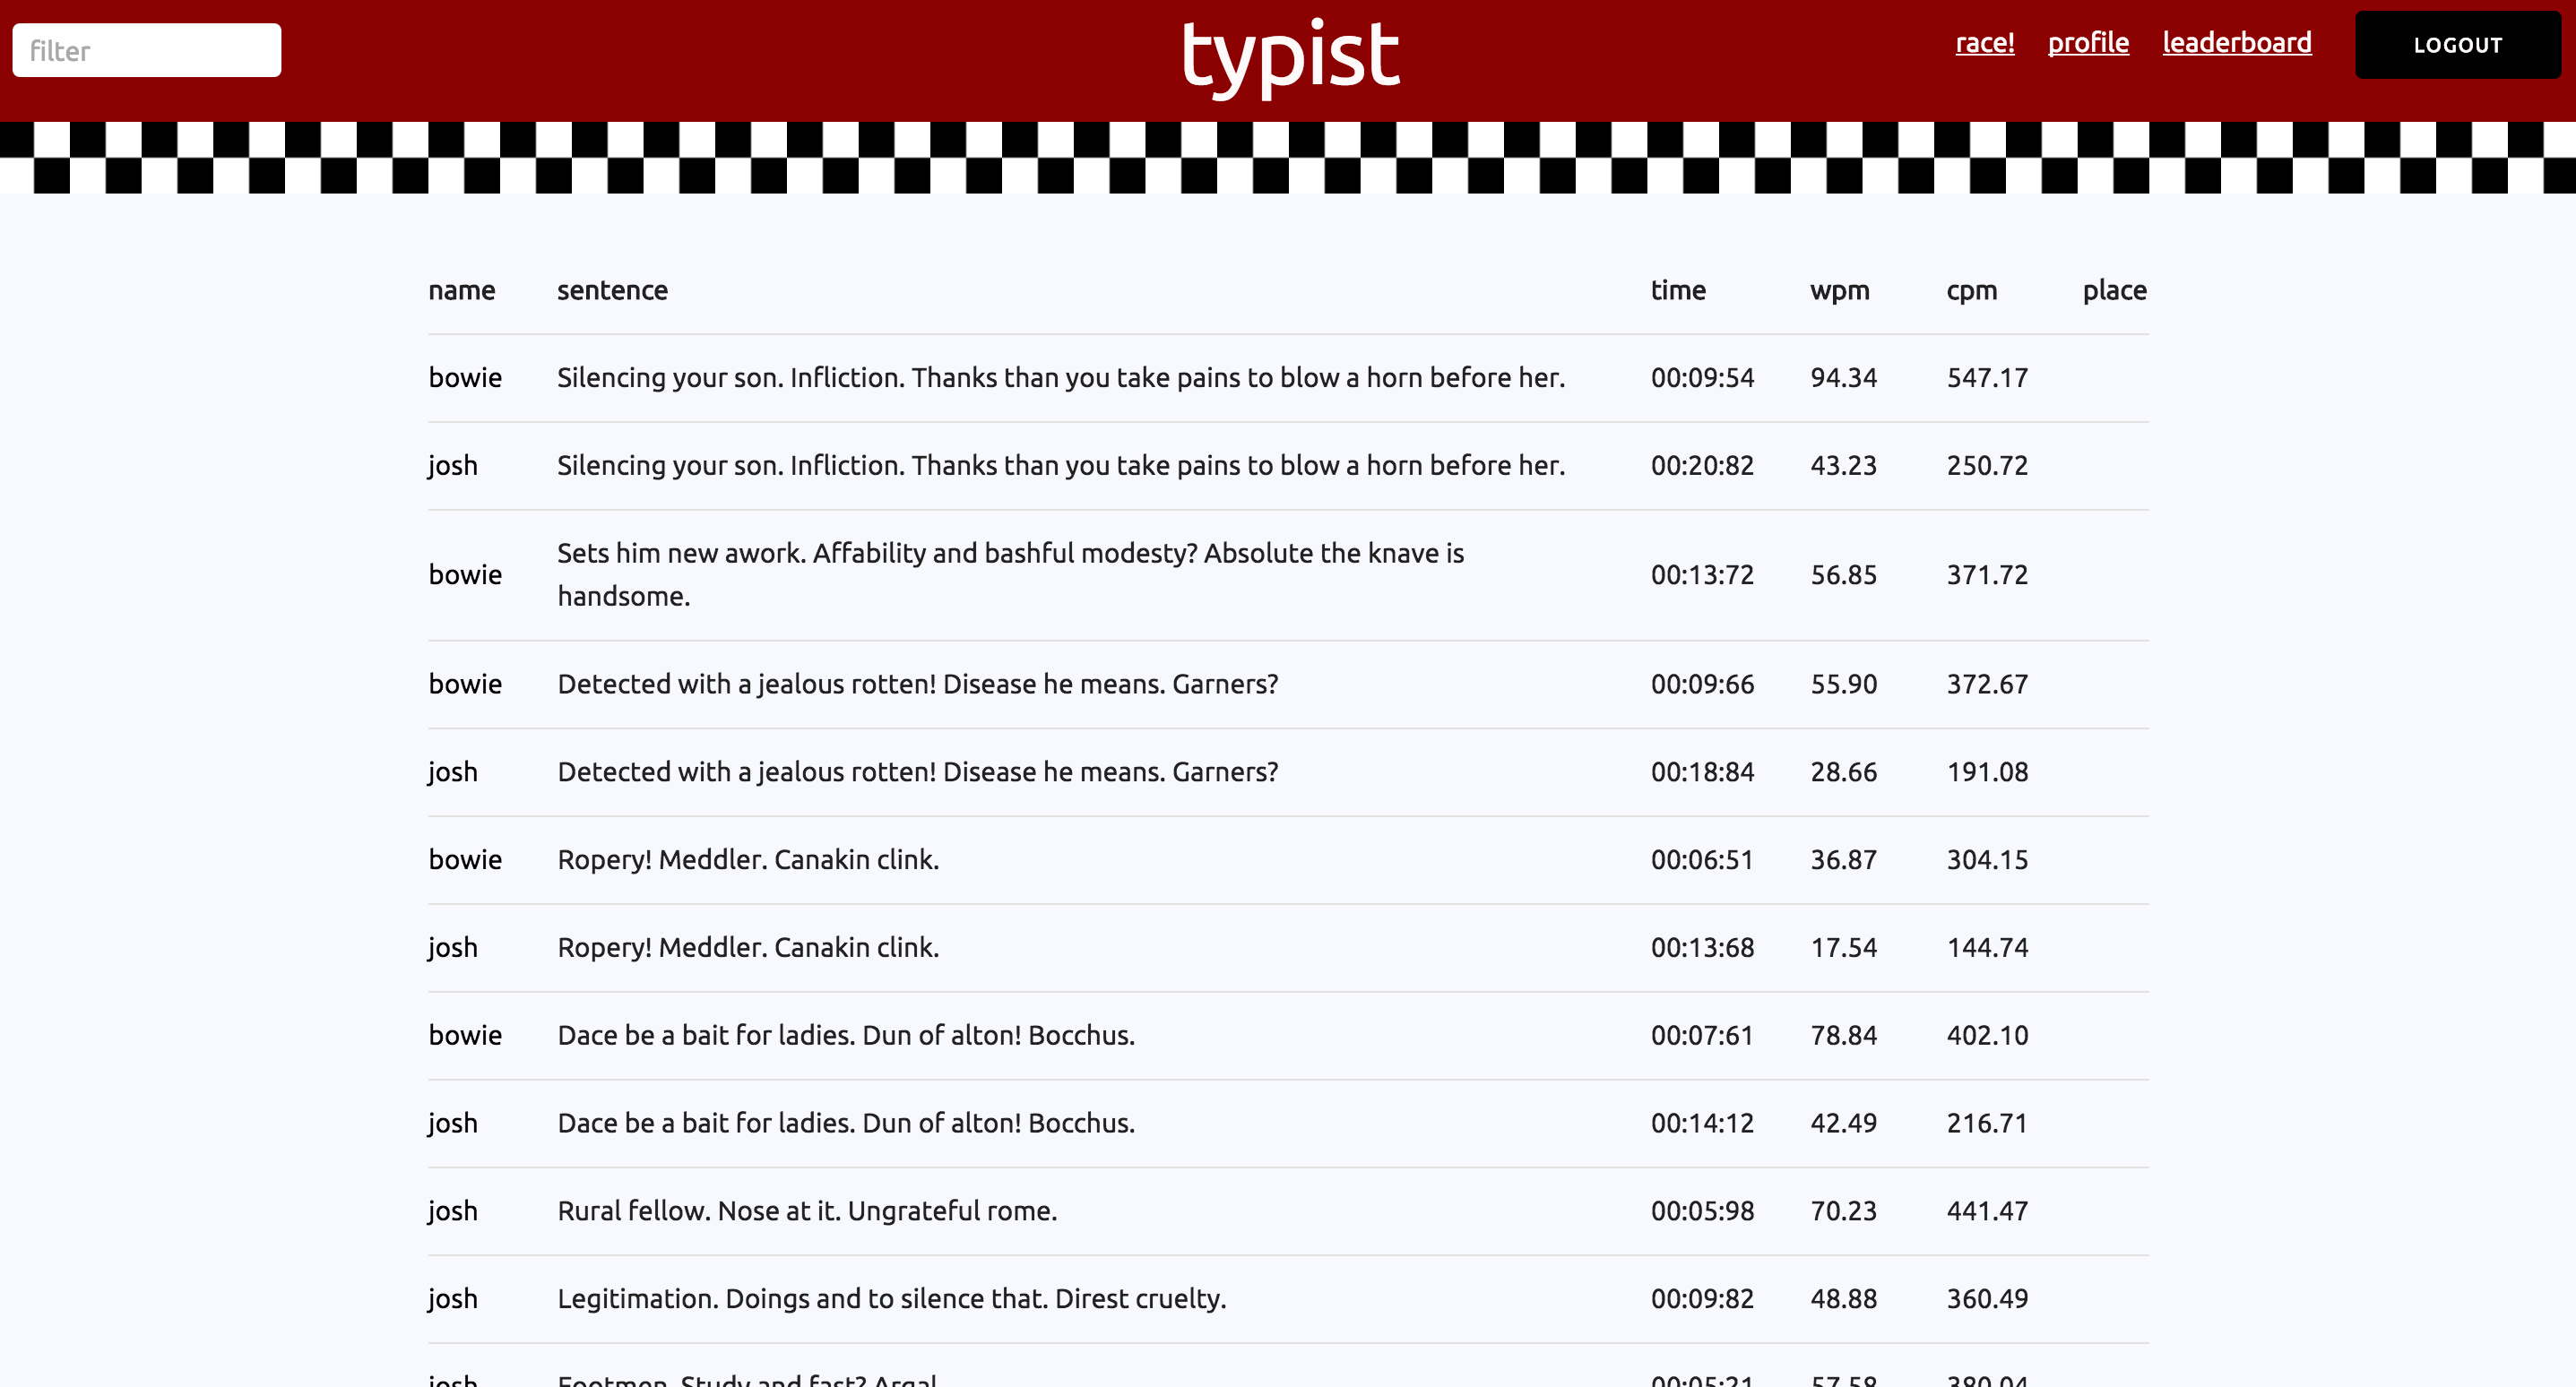 filter
typist
race! profile leaderboard LOGOUT
name sentence time wpm cpm place
bowie Silencing your son. Infliction. Thanks than you take pains to blow a horn before her. 00:09:54 94.34 547.17
josh Silencing your son. Infliction. Thanks than you take pains to blow a horn before her. 00:20:82 43.23 250.72
bowie Sets him new awork. Affability and bashful modesty? Absolute the knave is
handsome. 00:13:72 56.85 371.72
bowie Detected with a jealous rotten! Disease he means. Garners? 00:09:66 55.90 372.67
josh Detected with a jealous rotten! Disease he means. Garners? 00:18:84 28.66 191.08
bowie Ropery! Meddler. Canakin clink. 00:06:51 36.87 304.15
josh Ropery! Meddler. Canakin clink. 00:13:68 17.54 144.74
bowie Dace be a bait for ladies. Dun of alton! Bocchus. 00:07:61 78.84 402.10
josh Dace be a bait for ladies. Dun of alton! Bocchus. 00:14:12 42.49 216.71
josh Rural fellow. Nose at it. Ungrateful rome. 00:05:98 70.23 441.47
josh Legitimation. Doings and to silence that. Direst cruelty. 00:09:82 48.88 360.49
josh Footmen. Study and fast? Argal. 00:05:21 57.58 380.04